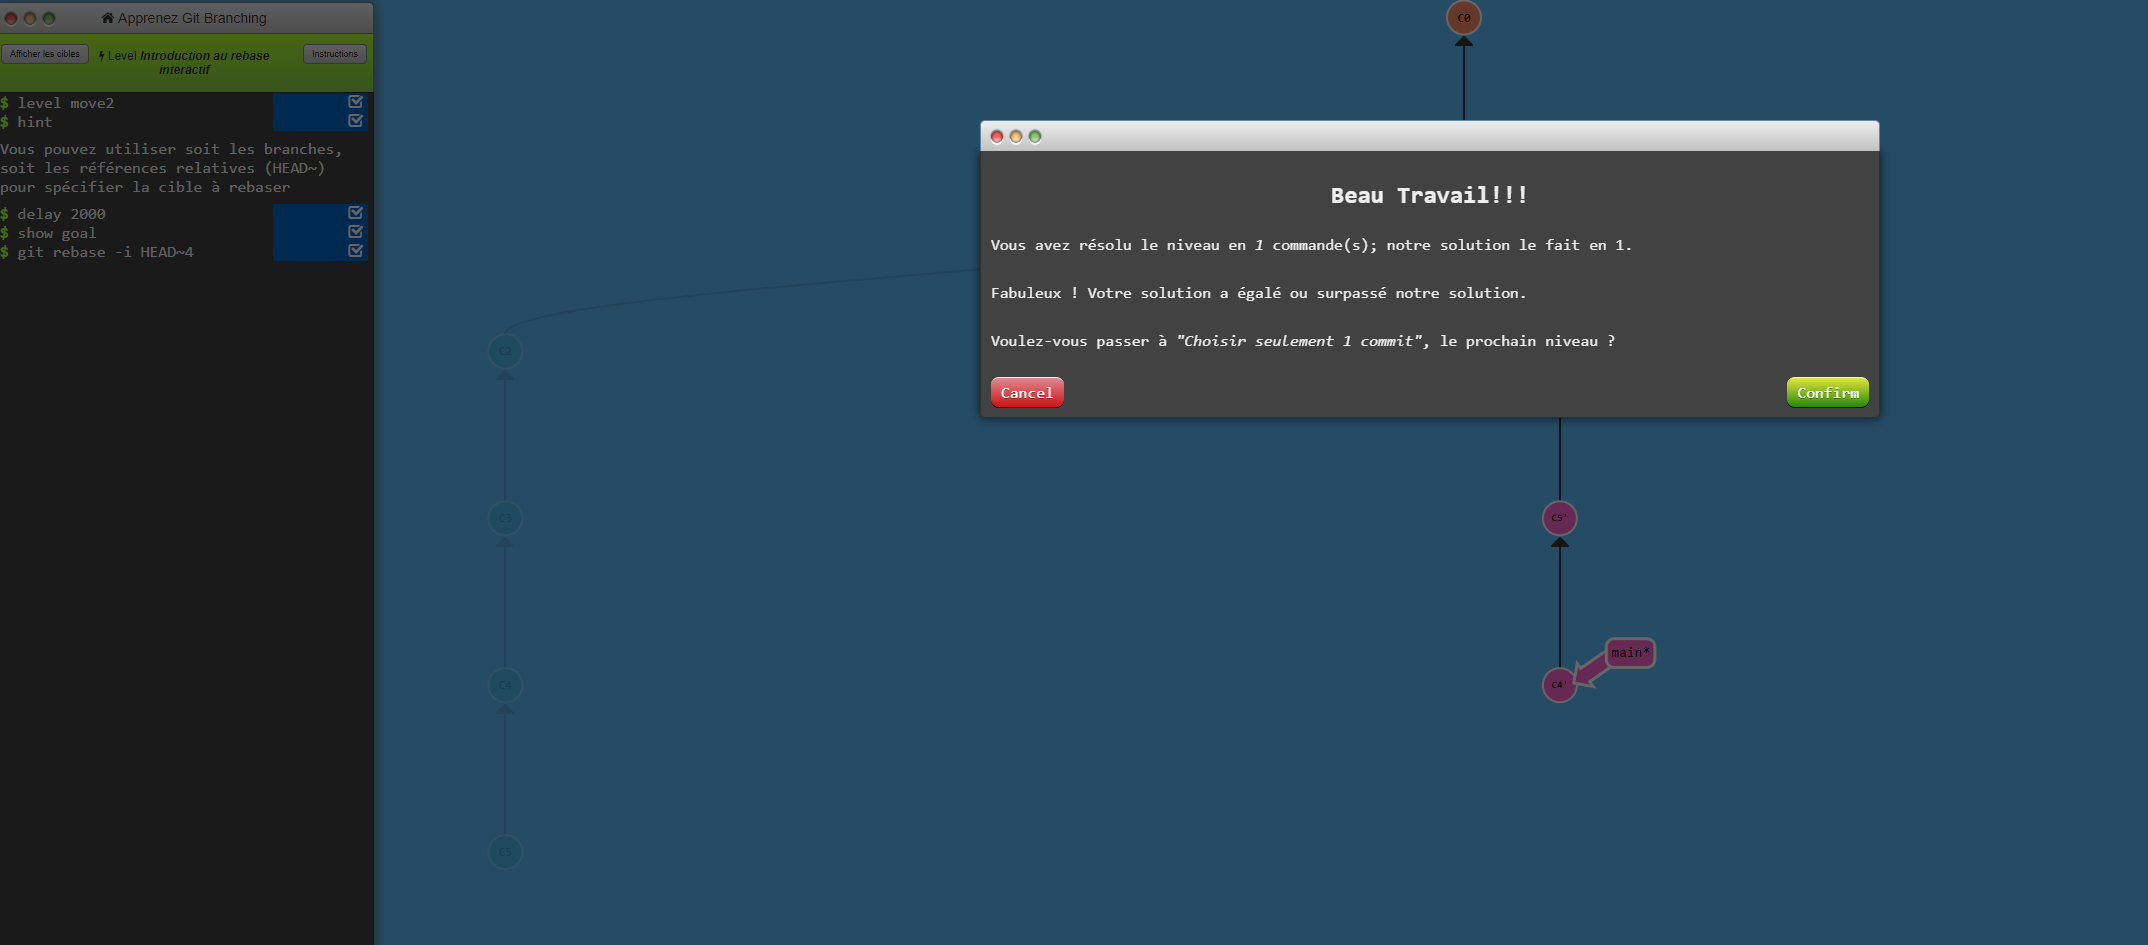 Apprenez Git Branching
Afficher les cibles
Level Introduction au rebase
interactif
Instructions
$ level move2
$ hint
Vous pouvez utiliser soit les branches,
soit les références relatives (HEAD~)
pour spécifier la cible à rebaser
$ delay 2000
$ show goal
$ git rebase -i HEAD~4
C0
Beau Travail!!!
Vous avez résolu le niveau en 1 commande(s); notre solution le fait en 1.
Fabuleux ! Votre solution a égalé ou surpassé notre solution.
Voulez-vous passer à "Choisir seulement 1 commit", le prochain niveau ?
Cancel
Confirm
C2
C3
C5'
main*
C4
C4'
C5